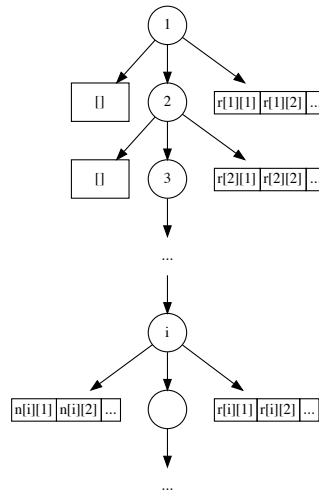 1
[] 2 r[1][1] r[1][2] ...
[] 3 r[2][1] r[2][2] ...
...
i
n[i][1] n[i][2] ... r[i][1] r[i][2] ...
...